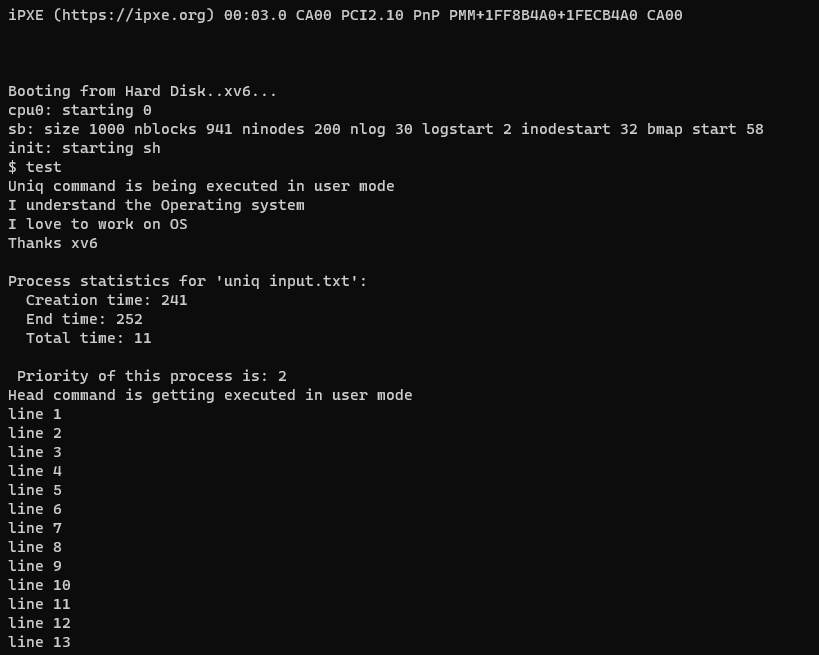 iPXE (https://ipxe.org) 00:03.0 CA00 PCI2.10 PnP PMM+1FF8B4A0+1FECB4A0 CA00
Booting from Hard Disk..xv6...
cpu0: starting 0
sb: size 1000 nblocks 941 ninodes 200 nlog 30 logstart 2 inodestart 32 bmap start 58
init: starting sh
$ test
Uniq command is being executed in user mode
I understand the Operating system
I love to work on OS
Thanks xv6
Process statistics for 'uniq input.txt':
Creation time: 241
End time: 252
Total time: 11
Priority of this process is: 2
Head command is getting executed in user mode
line 1
line 2
line 3
line 4
line 5
line 6
line 7
line 8
line 9
line 10
line 11
line 12
line 13